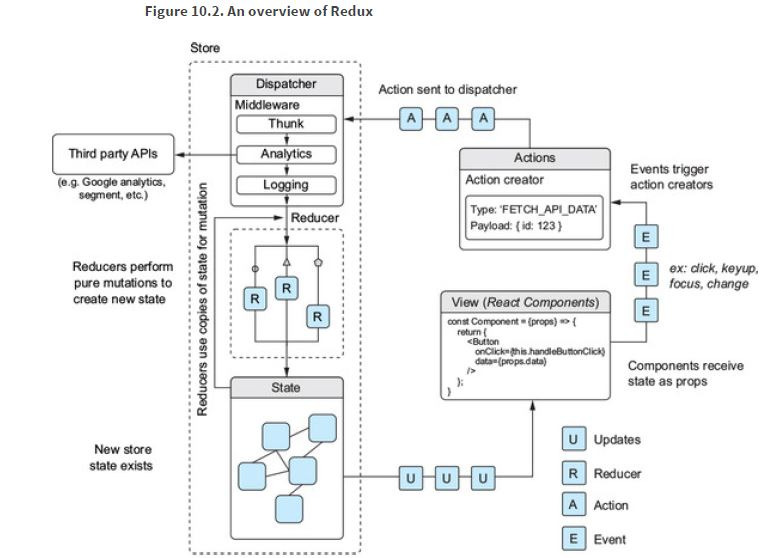 Figure 10.2. An overview of Redux
Store
Dispatcher
Middleware
Thunk
Analytics
Logging
Action sent to dispatcher
A
A
A
Third party APIs
(e.g. Google analytics,
segment, etc.)
Actions
Action creator
Type: 'FETCH_API_DATA'
Payload: { id: 123 }
Events trigger
action creators
E
E
E
ex: click, keyup,
focus, change
Reducers use copies of state for mutation
Reducer
R
R
R
Reducers perform
pure mutations to
create new state
View (React Components)
const Component = {props} => {
return {
<Button
onClick={this.handleButtonClick}
data={props.data}
/>
};
}
Components receive
state as props
State
New store
state exists
U
U
U
U Updates
R Reducer
A Action
E Event